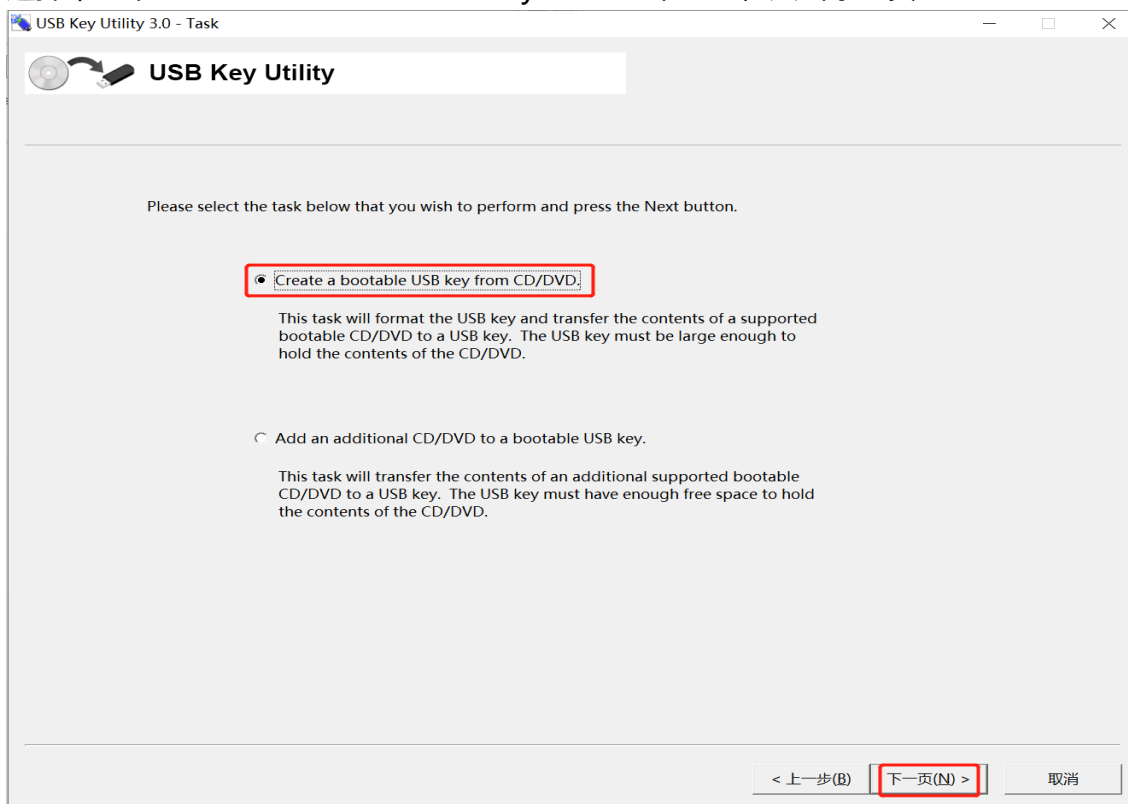 USB Key Utility 3.0 - Task
USB Key Utility
Please select the task below that you wish to perform and press the Next button.
Create a bootable USB key from CD/DVD.
This task will format the USB key and transfer the contents of a supported
bootable CD/DVD to a USB key.  The USB key must be large enough to
hold the contents of the CD/DVD.
Add an additional CD/DVD to a bootable USB key.
This task will transfer the contents of an additional supported bootable
CD/DVD to a USB key.  The USB key must have enough free space to hold
the contents of the CD/DVD.
< 上一步(B)
下一页(N) >
取消